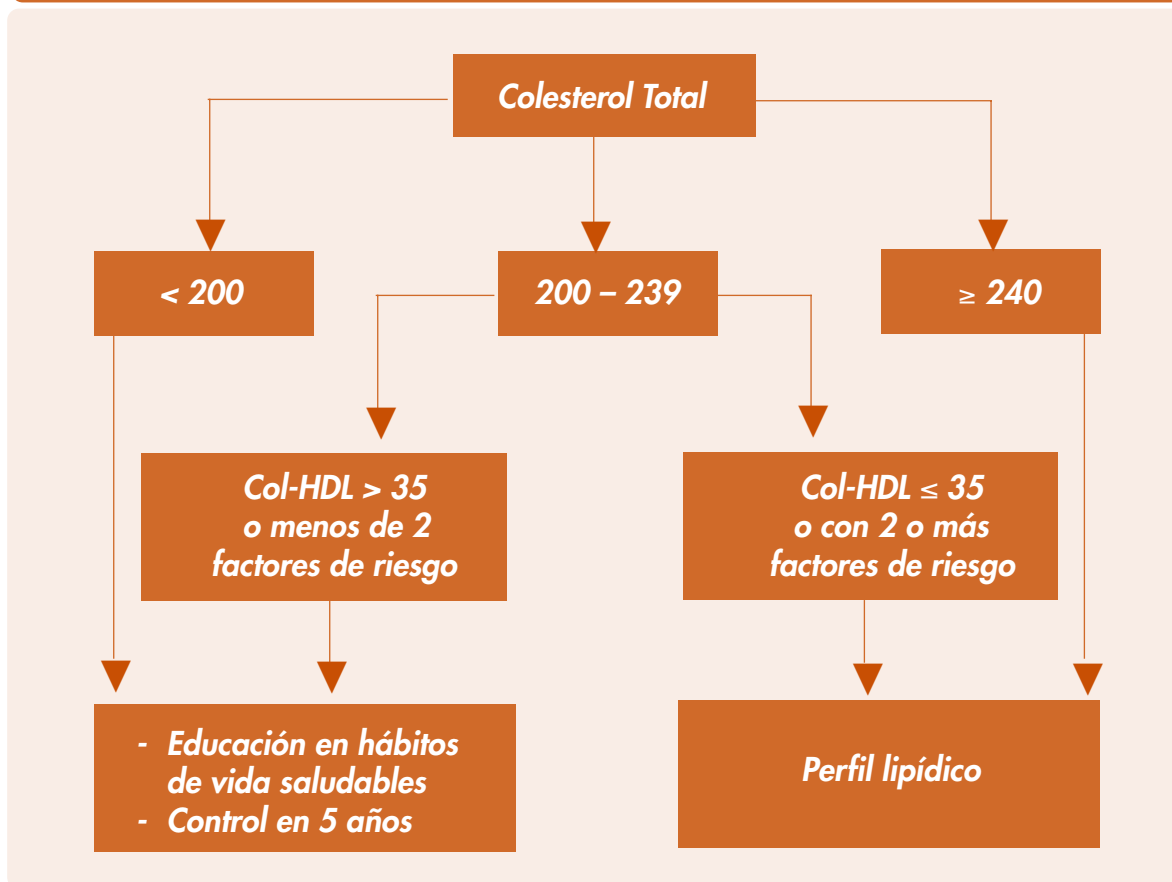 Colesterol Total
< 200
200 – 239
≥ 240
Col-HDL > 35
o menos de 2
factores de riesgo
Col-HDL ≤ 35
o con 2 o más
factores de riesgo
- Educación en hábitos
de vida saludables
- Control en 5 años
Perfil lipídico